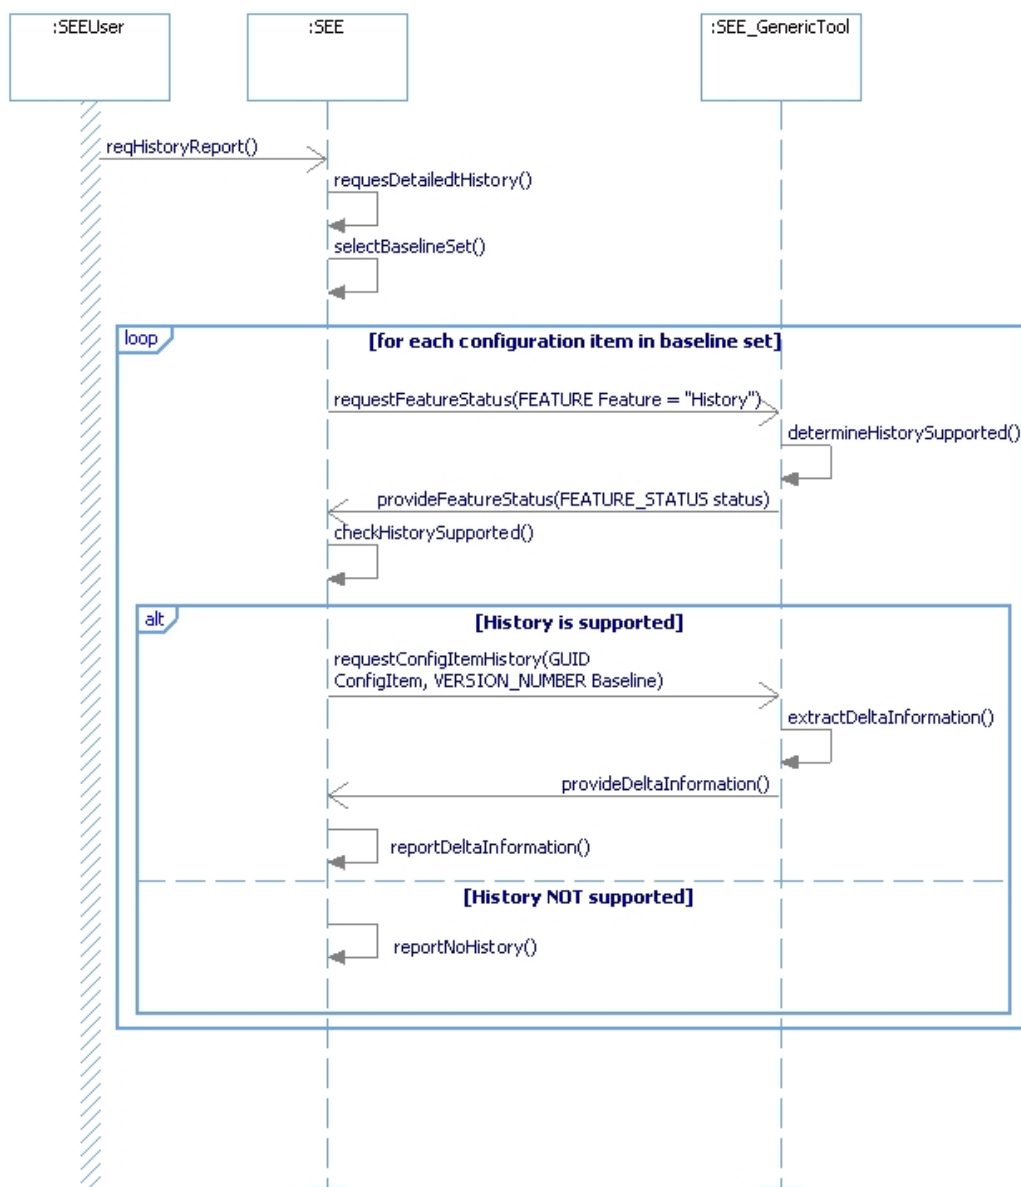 :SEEUser
:SEE
:SEE_GenericTool
reqHistoryReport()
requesDetailedtHistory()
selectBaselineSet()
loop
[for each configuration item in baseline set]
requestFeatureStatus(FEATURE Feature = "History")
determineHistorySupported()
provideFeatureStatus(FEATURE_STATUS status)
checkHistorySupported()
alt
[History is supported]
requestConfigItemHistory(GUID
ConfigItem, VERSION_NUMBER Baseline)
extractDeltaInformation()
provideDeltaInformation()
reportDeltaInformation()
[History NOT supported]
reportNoHistory()